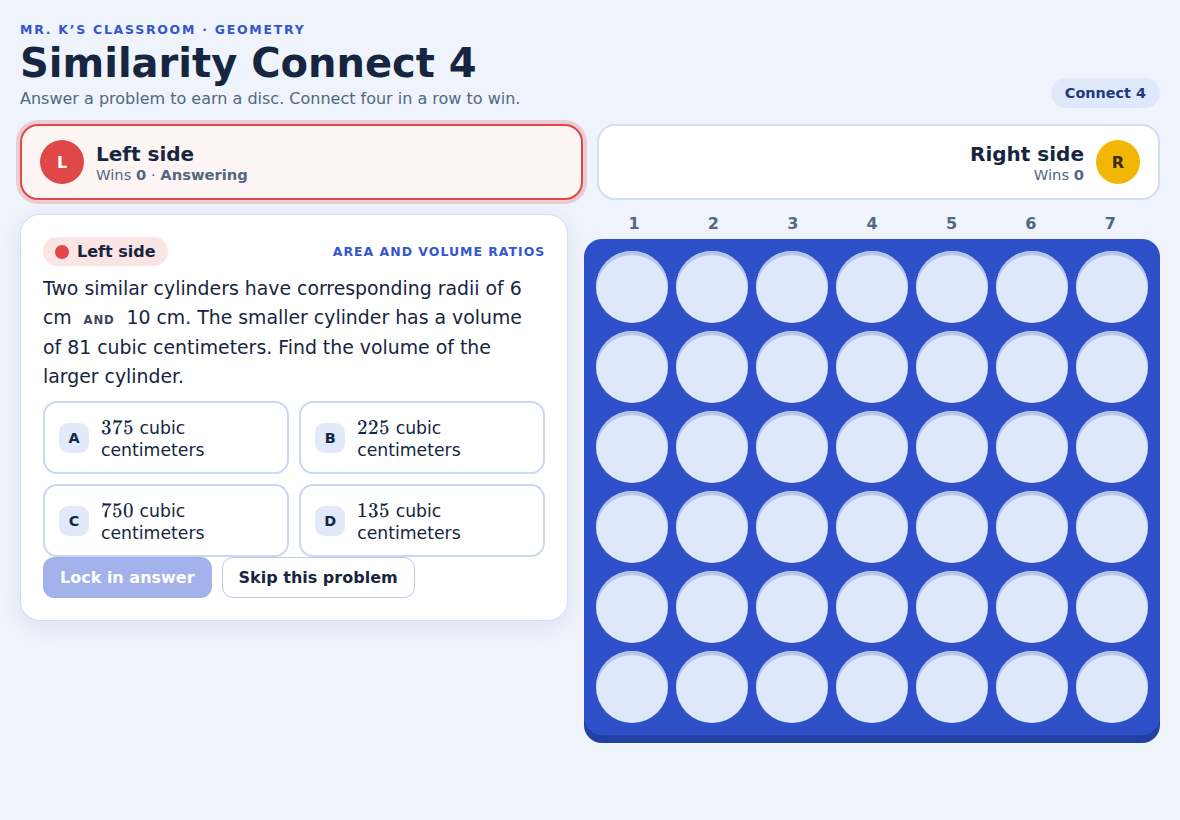 MR. K’S CLASSROOM · GEOMETRY
Similarity Connect 4
Answer a problem to earn a disc. Connect four in a row to win.
Connect 4
L
Left side
Wins 0 · Answering
Right side
Wins 0
R
Left side
AREA AND VOLUME RATIOS
Two similar cylinders have corresponding radii of 6
cm AND 10 cm. The smaller cylinder has a volume
of 81 cubic centimeters. Find the volume of the
larger cylinder.
A
375 cubic
centimeters
B
225 cubic
centimeters
C
750 cubic
centimeters
D
135 cubic
centimeters
Lock in answer
Skip this problem
1 2 3 4 5 6 7